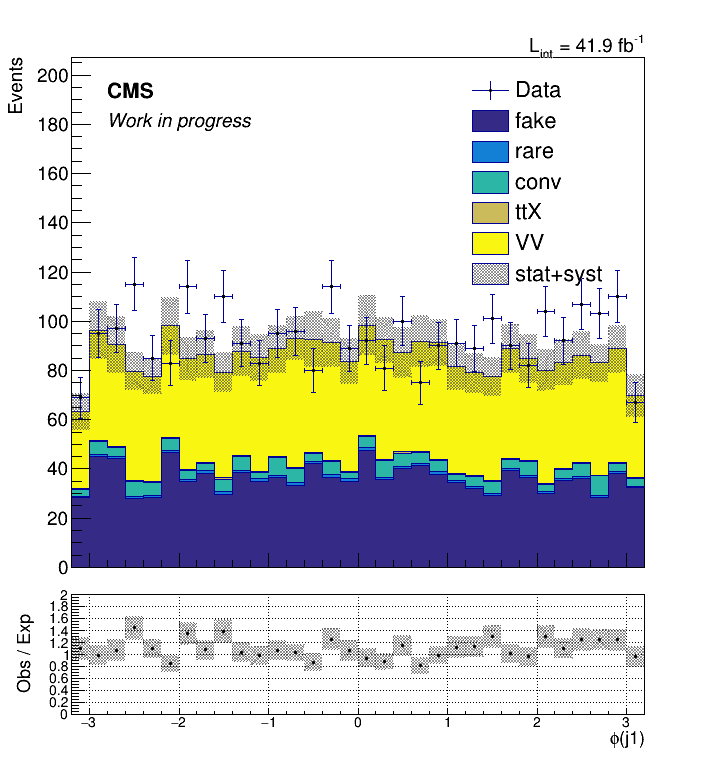 L_int = 41.9 fb^-1
Events
CMS
Work in progress
Data
fake
rare
conv
ttX
VV
stat+syst
200
180
160
140
120
100
80
60
40
20
0
Obs / Exp
2
1.8
1.6
1.4
1.2
1
0.8
0.6
0.4
0.2
0
−3 −2 −1 0 1 2 3
ϕ(j1)